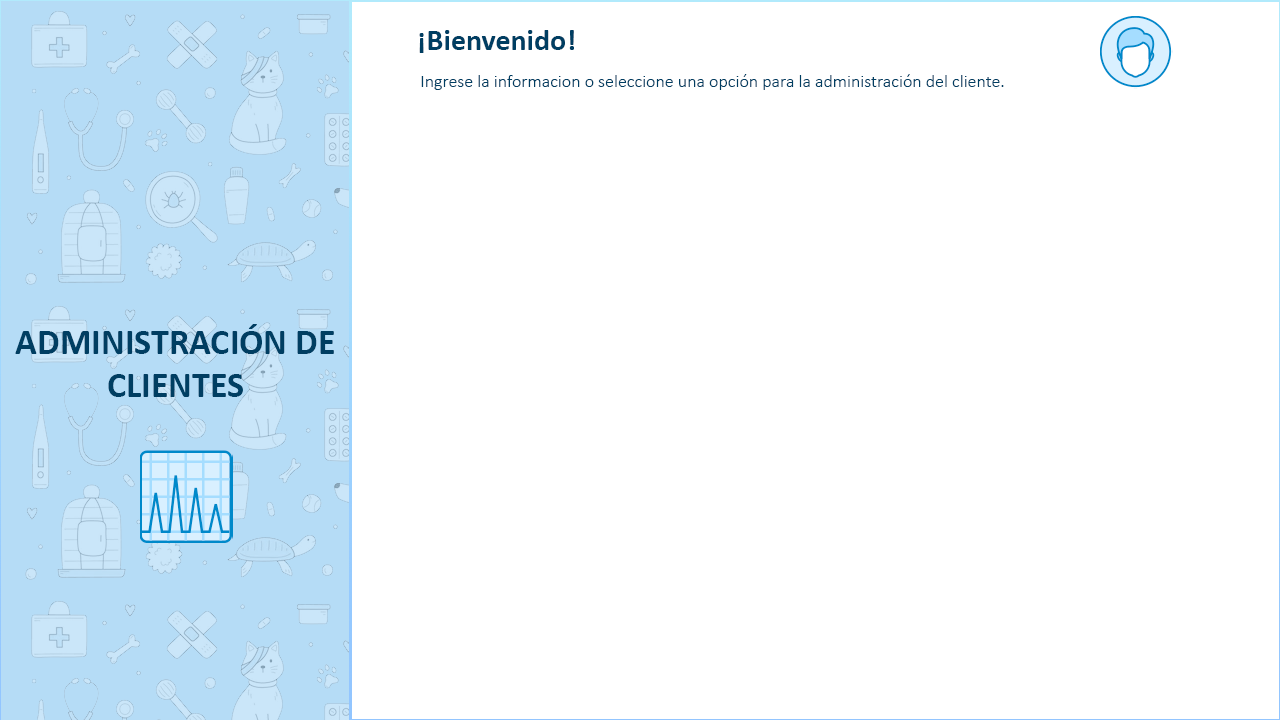 ¡Bienvenido!
Ingrese la informacion o seleccione una opción para la administración del cliente.
ADMINISTRACIÓN DE
CLIENTES